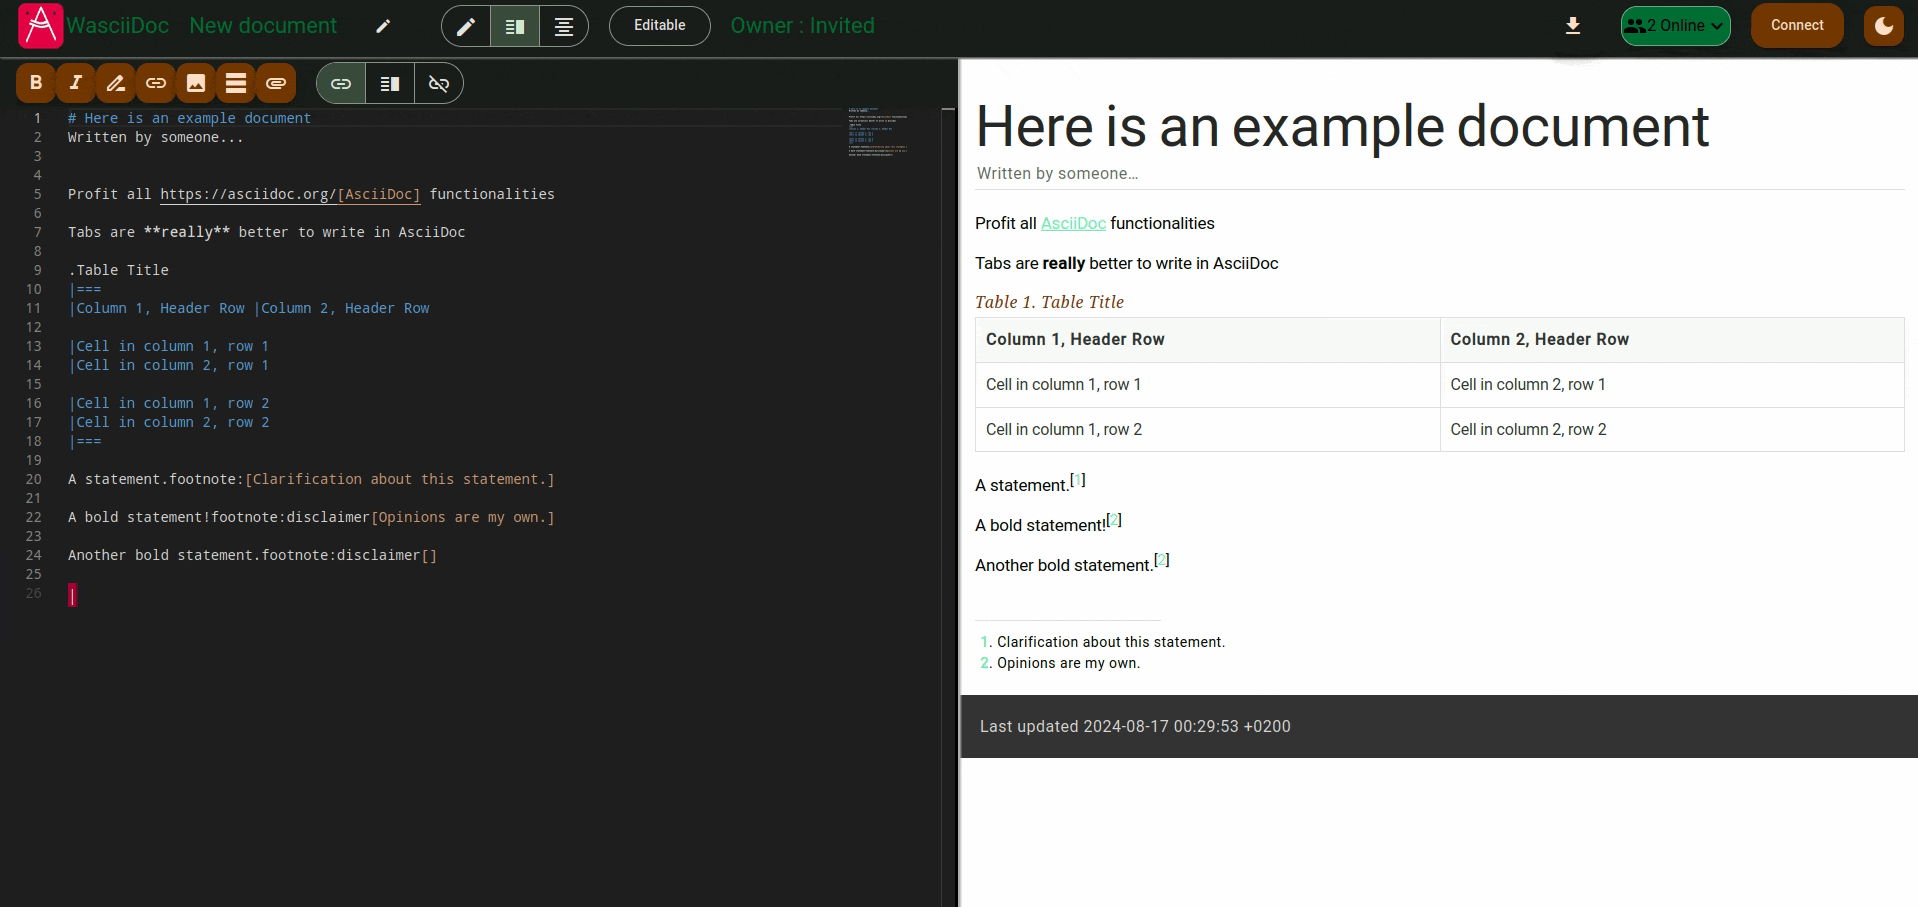 WasciiDoc New document Editable Owner : Invited 2 Online Connect
B I
1 # Here is an example document
2 Written by someone...
3
4
5 Profit all https://asciidoc.org/[AsciiDoc] functionalities
6
7 Tabs are **really** better to write in AsciiDoc
8
9 .Table Title
10 |===
11 |Column 1, Header Row |Column 2, Header Row
12
13 |Cell in column 1, row 1
14 |Cell in column 2, row 1
15
16 |Cell in column 1, row 2
17 |Cell in column 2, row 2
18 |===
19
20 A statement.footnote:[Clarification about this statement.]
21
22 A bold statement!footnote:disclaimer[Opinions are my own.]
23
24 Another bold statement.footnote:disclaimer[]
25
26
Here is an example document
Written by someone…
Profit all AsciiDoc functionalities
Tabs are really better to write in AsciiDoc
Table 1. Table Title
Column 1, Header Row Column 2, Header Row
Cell in column 1, row 1 Cell in column 2, row 1
Cell in column 1, row 2 Cell in column 2, row 2
A statement.[1]
A bold statement![2]
Another bold statement.[2]
1. Clarification about this statement.
2. Opinions are my own.
Last updated 2024-08-17 00:29:53 +0200